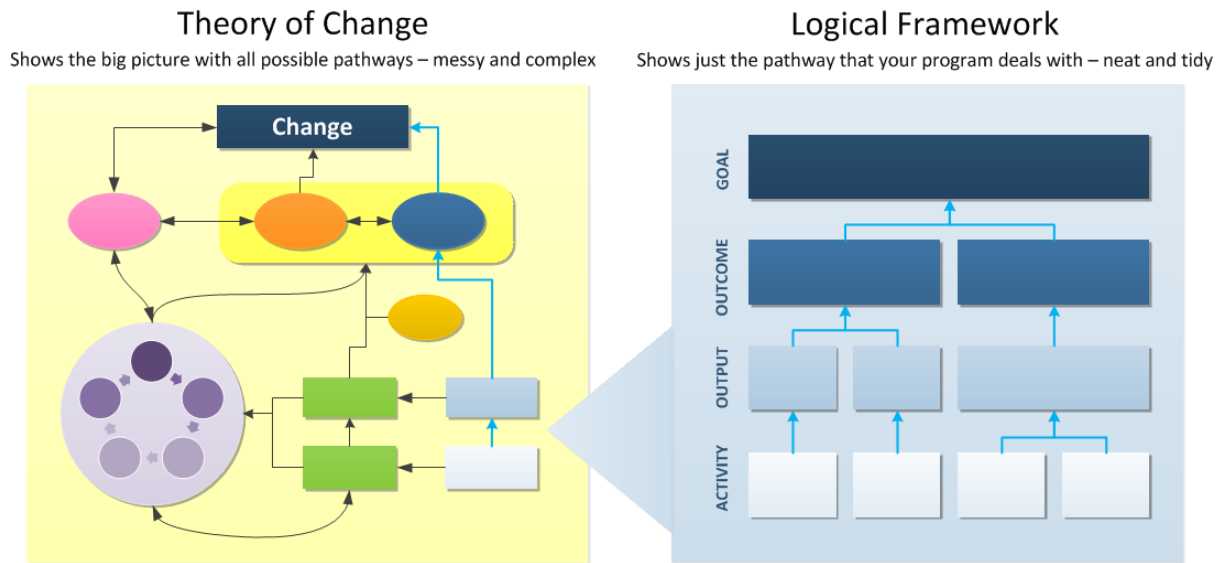 Theory of Change
Shows the big picture with all possible pathways – messy and complex
Change
Logical Framework
Shows just the pathway that your program deals with – neat and tidy
GOAL
OUTCOME
OUTPUT
ACTIVITY